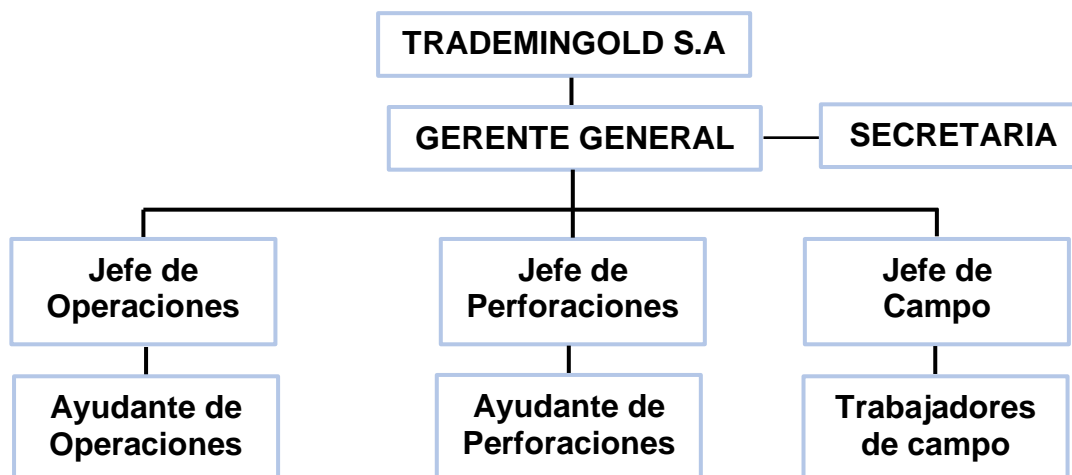 TRADEMINGOLD S.A
GERENTE GENERAL
SECRETARIA
Jefe de
Operaciones
Jefe de
Perforaciones
Jefe de
Campo
Ayudante de
Operaciones
Ayudante de
Perforaciones
Trabajadores
de campo